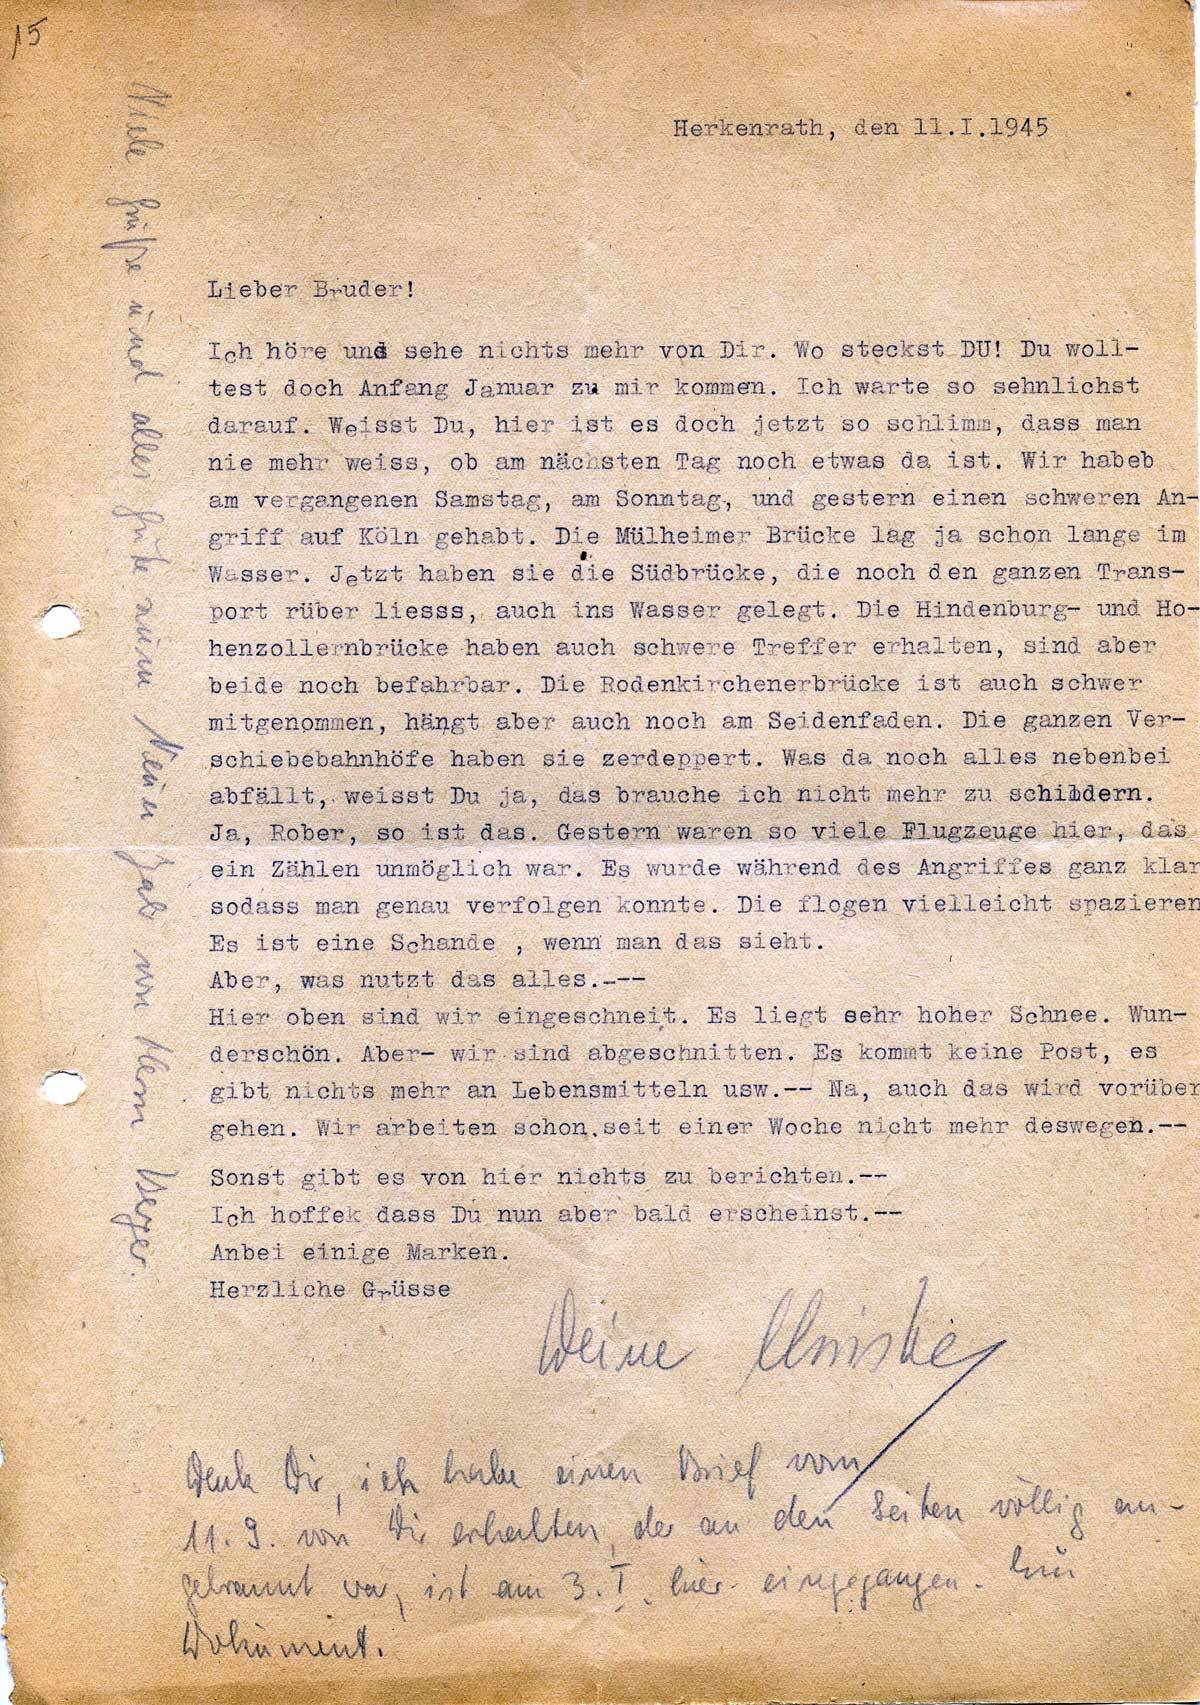 15
Herkenrath, den 11.I.1945
Lieber Bruder!
Ich höre und sehe nichts mehr von Dir. Wo steckst DU! Du woll-
test doch Anfang Januar zu mir kommen. Ich warte so sehnlichst
darauf. Weisst Du, hier ist es doch jetzt so schlimm, dass man
nie mehr weiss, ob am nächsten Tag noch etwas da ist. Wir habeb
am vergangenen Samstag, am Sonntag, und gestern einen schweren An-
griff auf Köln gehabt. Die Mülheimer Brücke lag ja schon lange im
Wasser. Jetzt haben sie die Südbrücke, die noch den ganzen Trans-
port rüber liesss, auch ins Wasser gelegt. Die Hindenburg- und Ho-
henzollernbrücke haben auch schwere Treffer erhalten, sind aber
beide noch befahrbar. Die Rodenkirchenerbrücke ist auch schwer
mitgenommen, hängt aber auch noch am Seidenfaden. Die ganzen Ver-
schiebebahnhöfe haben sie zerdeppert. Was da noch alles nebenbei
abfällt, weisst Du ja, das brauche ich nicht mehr zu schildern.
Ja, Rober, so ist das. Gestern waren so viele Flugzeuge hier, das
ein Zählen unmöglich war. Es wurde während des Angriffes ganz klar
sodass man genau verfolgen konnte. Die flogen vielleicht spazieren
Es ist eine Schande , wenn man das sieht.
Aber, was nutzt das alles.---
Hier oben sind wir eingeschneit. Es liegt sehr hoher Schnee. Wun-
derschön. Aber- wir sind abgeschnitten. Es kommt keine Post, es
gibt nichts mehr an Lebensmitteln usw.-- Na, auch das wird vorüber
gehen. Wir arbeiten schon seit einer Woche nicht mehr deswegen.--
Sonst gibt es von hier nichts zu berichten.--
Ich hoffek dass Du nun aber bald erscheinst.--
Anbei einige Marken.
Herzliche Grüsse
Deine
Denk Dir, ich habe einen Brief vom
11.9. von Dir erhalten, der an den Seiten völlig an-
gebrannt war, ist am 3.I. hier eingegangen. Ein
Dokument.
Viele Grüße und alles Gute zum Neuen Jahr von Herrn Berger.